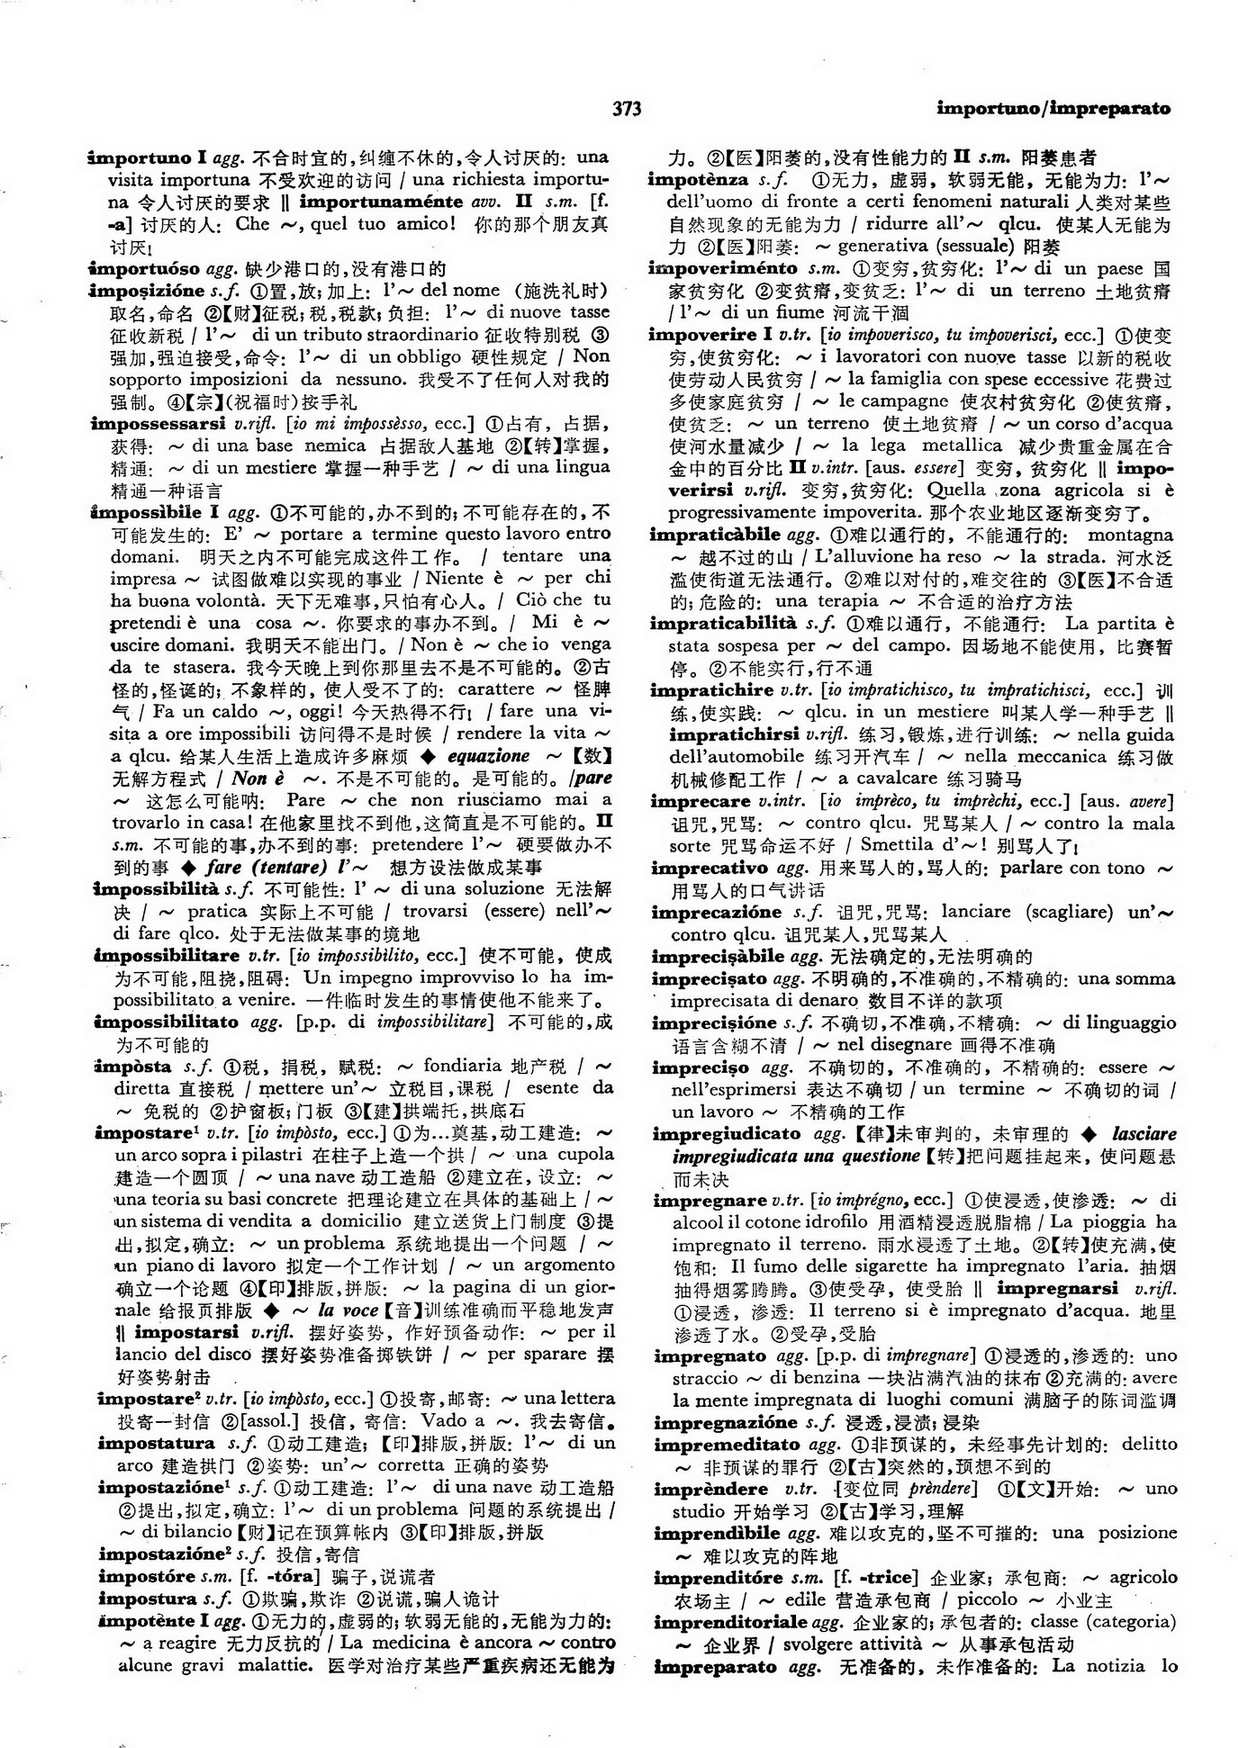 373
importuno/impreparato
importuno I agg. 不合时宜的,纠缠不休的,令人讨厌的: una
visita importuna 不受欢迎的访问 / una richiesta importu-
na 令人讨厌的要求 ‖ importunaménte avv. II s.m. [f.
-a] 讨厌的人: Che ～, quel tuo amico! 你的那个朋友真
讨厌!
importuóso agg. 缺少港口的,没有港口的
imposizióne s.f. ①置,放;加上: l'～ del nome (施洗礼时)
取名,命名 ②【财】征税;税,税款;负担: l'～ di nuove tasse
征收新税 / l'～ di un tributo straordinario 征收特别税 ③
强加,强迫接受,命令: l'～ di un obbligo 硬性规定 / Non
sopporto imposizioni da nessuno. 我受不了任何人对我的
强制。④【宗】(祝福时)按手礼
impossessarsi v.rifl. [io mi impossèsso, ecc.] ①占有, 占据,
获得: ～ di una base nemica 占据敌人基地 ②【转】掌握,
精通: ～ di un mestiere 掌握一种手艺 / ～ di una lingua
精通一种语言
impossìbile I agg. ①不可能的,办不到的;不可能存在的,不
可能发生的: E' ～ portare a termine questo lavoro entro
domani. 明天之内不可能完成这件工作。 / tentare una
impresa ～ 试图做难以实现的事业 / Niente è ～ per chi
ha buona volontà. 天下无难事,只怕有心人。/ Ciò che tu
pretendi è una cosa ～. 你要求的事办不到。/ Mi è ～
uscire domani. 我明天不能出门。/ Non è ～ che io venga
da te stasera. 我今天晚上到你那里去不是不可能的。②古
怪的,怪诞的;不象样的, 使人受不了的: carattere ～ 怪脾
气 / Fa un caldo ～, oggi! 今天热得不行! / fare una vi-
sita a ore impossibili 访问得不是时候 / rendere la vita ～
a qlcu. 给某人生活上造成许多麻烦 ◆ equazione ～【数】
无解方程式 / Non è ～. 不是不可能的。是可能的。/pare
～ 这怎么可能呐: Pare ～ che non riusciamo mai a
trovarlo in casa! 在他家里找不到他,这简直是不可能的。II
s.m. 不可能的事,办不到的事: pretendere l'～ 硬要做办不
到的事 ◆ fare (tentare) l'～ 想方设法做成某事
impossibilità s.f. 不可能性: l' ～ di una soluzione 无法解
决 / ～ pratica 实际上不可能 / trovarsi (essere) nell'～
di fare qlco. 处于无法做某事的境地
impossibilitare v.tr. [io impossibìlito, ecc.] 使不可能, 使成
为不可能,阻挠,阻碍: Un impegno improvviso lo ha im-
possibilitato a venire. 一件临时发生的事情使他不能来了。
impossibilitato agg. [p.p. di impossibilitare] 不可能的,成
为不可能的
impòsta s.f. ①税, 捐税, 赋税: ～ fondiaria 地产税 / ～
diretta 直接税 / mettere un'～ 立税目,课税 / esente da
～ 免税的 ②护窗板;门板 ③【建】拱端托,拱底石
impostare¹ v.tr. [io impòsto, ecc.] ①为…奠基,动工建造: ～
un arco sopra i pilastri 在柱子上造一个拱 / ～ una cupola
建造一个圆顶 / ～ una nave 动工造船 ②建立在, 设立: ～
una teoria su basi concrete 把理论建立在具体的基础上 / ～
un sistema di vendita a domicilio 建立送货上门制度 ③提
出,拟定,确立: ～ un problema 系统地提出一个问题 / ～
un piano di lavoro 拟定一个工作计划 / ～ un argomento
确立一个论题 ④【印】排版,拼版: ～ la pagina di un gior-
nale 给报页排版 ◆ ～ la voce【音】训练准确而平稳地发声
‖ impostarsi v.rifl. 摆好姿势, 作好预备动作: ～ per il
lancio del disco 摆好姿势准备掷铁饼 / ～ per sparare 摆
好姿势射击
impostare² v.tr. [io impòsto, ecc.] ①投寄,邮寄: ～ una lettera
投寄一封信 ②[assol.] 投信, 寄信: Vado a ～. 我去寄信。
impostatura s.f. ①动工建造;【印】排版,拼版: l'～ di un
arco 建造拱门 ②姿势: un'～ corretta 正确的姿势
impostazióne¹ s.f. ①动工建造: l'～ di una nave 动工造船
②提出,拟定,确立: l'～ di un problema 问题的系统提出 /
～ di bilancio【财】记在预算帐内 ③【印】排版,拼版
impostazióne² s.f. 投信,寄信
impostóre s.m. [f. -tóra] 骗子,说谎者
impostura s.f. ①欺骗,欺诈 ②说谎,骗人诡计
impotènte I agg. ①无力的,虚弱的;软弱无能的,无能为力的:
～ a reagire 无力反抗的 / La medicina è ancora ～ contro
alcune gravi malattie. 医学对治疗某些严重疾病还无能为
力。②【医】阳萎的,没有性能力的 II s.m. 阳萎患者
impotènza s.f. ①无力, 虚弱, 软弱无能, 无能为力: l'～
dell'uomo di fronte a certi fenomeni naturali 人类对某些
自然现象的无能为力 / ridurre all'～ qlcu. 使某人无能为
力 ②【医】阳萎: ～ generativa (sessuale) 阳萎
impoveriménto s.m. ①变穷,贫穷化: l'～ di un paese 国
家贫穷化 ②变贫瘠,变贫乏: l'～ di un terreno 土地贫瘠
/ l'～ di un fiume 河流干涸
impoverire I v.tr. [io impoverisco, tu impoverisci, ecc.] ①使变
穷,使贫穷化: ～ i lavoratori con nuove tasse 以新的税收
使劳动人民贫穷 / ～ la famiglia con spese eccessive 花费过
多使家庭贫穷 / ～ le campagne 使农村贫穷化 ②使贫瘠,
使贫乏: ～ un terreno 使土地贫瘠 / ～ un corso d'acqua
使河水量减少 / ～ la lega metallica 减少贵重金属在合
金中的百分比 II v.intr. [aus. essere] 变穷, 贫穷化 ‖ impo-
verirsi v.rifl. 变穷,贫穷化: Quella zona agricola si è
progressivamente impoverita. 那个农业地区逐渐变穷了。
impraticàbile agg. ①难以通行的, 不能通行的: montagna
～ 越不过的山 / L'alluvione ha reso ～ la strada. 河水泛
滥使街道无法通行。②难以对付的,难交往的 ③【医】不合适
的;危险的: una terapia ～ 不合适的治疗方法
impraticabilità s.f. ①难以通行, 不能通行: La partita è
stata sospesa per ～ del campo. 因场地不能使用, 比赛暂
停。②不能实行,行不通
impratichire v.tr. [io impratichisco, tu impratichisci, ecc.] 训
练,使实践: ～ qlcu. in un mestiere 叫某人学一种手艺 ‖
impratichirsi v.rifl. 练习,锻炼,进行训练: ～ nella guida
dell'automobile 练习开汽车 / ～ nella meccanica 练习做
机械修配工作 / ～ a cavalcare 练习骑马
imprecare v.intr. [io imprèco, tu imprèchi, ecc.] [aus. avere]
诅咒,咒骂: ～ contro qlcu. 咒骂某人 / ～ contro la mala
sorte 咒骂命运不好 / Smettila d'～! 别骂人了!
imprecativo agg. 用来骂人的,骂人的: parlare con tono ～
用骂人的口气讲话
imprecazióne s.f. 诅咒,咒骂: lanciare (scagliare) un'～
contro qlcu. 诅咒某人,咒骂某人
imprecisàbile agg. 无法确定的,无法明确的
imprecisato agg. 不明确的,不准确的,不精确的: una somma
imprecisata di denaro 数目不详的款项
imprecisióne s.f. 不确切,不准确,不精确: ～ di linguaggio
语言含糊不清 / ～ nel disegnare 画得不准确
impreciso agg. 不确切的, 不准确的, 不精确的: essere ～
nell'esprimersi 表达不确切 / un termine ～ 不确切的词 /
un lavoro ～ 不精确的工作
impregiudicato agg.【律】未审判的, 未审理的 ◆ lasciare
impregiudicata una questione【转】把问题挂起来, 使问题悬
而未决
impregnare v.tr. [io imprégno, ecc.] ①使浸透,使渗透: ～ di
alcool il cotone idrofilo 用酒精浸透脱脂棉 / La pioggia ha
impregnato il terreno. 雨水浸透了土地。②【转】使充满,使
饱和: Il fumo delle sigarette ha impregnato l'aria. 抽烟
抽得烟雾腾腾。③使受孕, 使受胎 ‖ impregnarsi v.rifl.
①浸透, 渗透: Il terreno si è impregnato d'acqua. 地里
渗透了水。②受孕,受胎
impregnato agg. [p.p. di impregnare] ①浸透的,渗透的: uno
straccio ～ di benzina 一块沾满汽油的抹布 ②充满的: avere
la mente impregnata di luoghi comuni 满脑子的陈词滥调
impregnazióne s.f. 浸透,浸渍;浸染
impremeditato agg. ①非预谋的, 未经事先计划的: delitto
～ 非预谋的罪行 ②【古】突然的,预想不到的
imprèndere v.tr. [变位同 prèndere] ①【文】开始: ～ uno
studio 开始学习 ②【古】学习,理解
imprendìbile agg. 难以攻克的,坚不可摧的: una posizione
～ 难以攻克的阵地
imprenditóre s.m. [f. -trice] 企业家; 承包商: ～ agricolo
农场主 / ～ edile 营造承包商 / piccolo ～ 小业主
imprenditoriale agg. 企业家的;承包者的: classe (categoria)
～ 企业界 / svolgere attività ～ 从事承包活动
impreparato agg. 无准备的, 未作准备的: La notizia lo